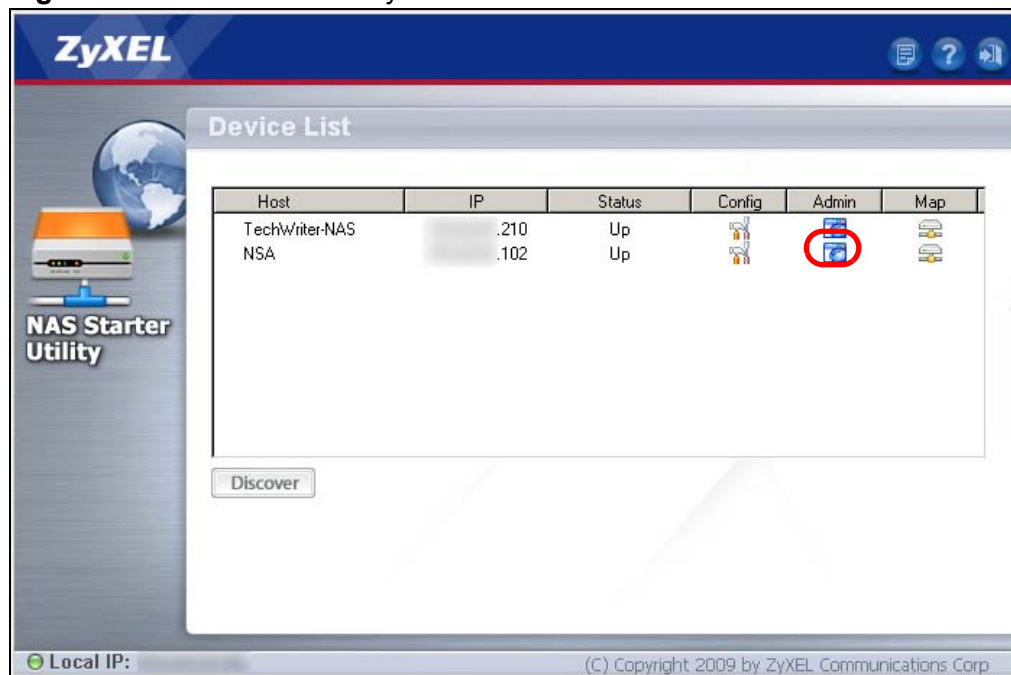 ZyXEL
Device List
Host IP Status Config Admin Map
TechWriter-NAS .210 Up
NSA .102 Up
NAS Starter
Utility
Discover
Local IP:
(C) Copyright 2009 by ZyXEL Communications Corp